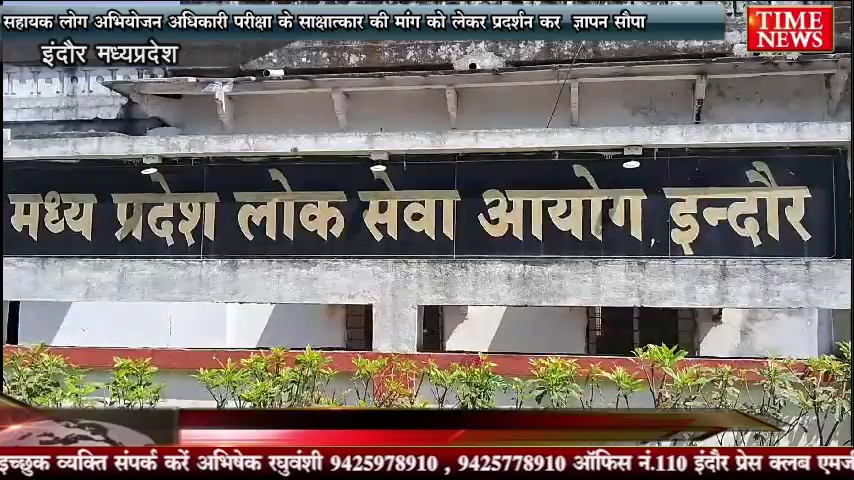 सहायक लोग अभियोजन अधिकारी परीक्षा के साक्षात्कार की मांग को लेकर प्रदर्शन कर ज्ञापन सौपा
TIME
NEWS
इंदौर मध्यप्रदेश
मध्य प्रदेश लोक सेवा आयोग इन्दौर
इच्छुक व्यक्ति संपर्क करें अभिषेक रघुवंशी 9425978910 , 9425778910 ऑफिस नं.110 इंदौर प्रेस क्लब एमजी